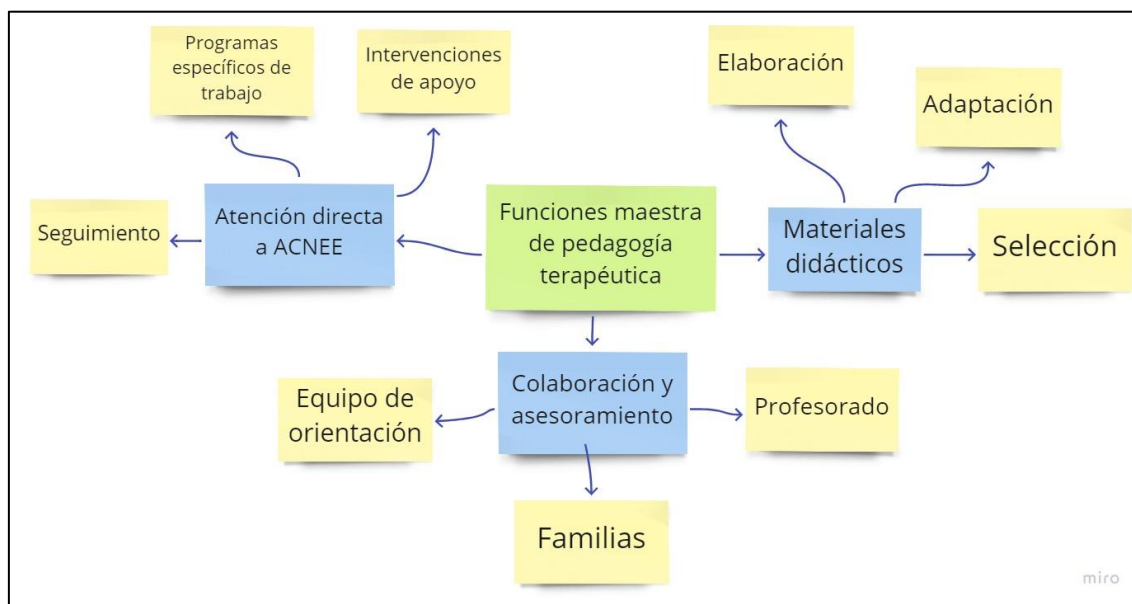 Programas
específicos de
trabajo
Intervenciones
de apoyo
Elaboración
Adaptación
Seguimiento
Atención directa
a ACNEE
Funciones maestra
de pedagogía
terapéutica
Materiales
didácticos
Selección
Equipo de
orientación
Colaboración y
asesoramiento
Profesorado
Familias
miro